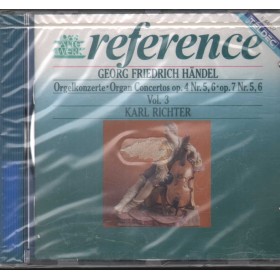 reference
GEORG FRIEDRICH HÄNDEL
Orgelkonzerte · Organ Concertos op. 4 Nr. 5, 6 · op. 7 Nr. 5, 6
Vol. 3
KARL RICHTER